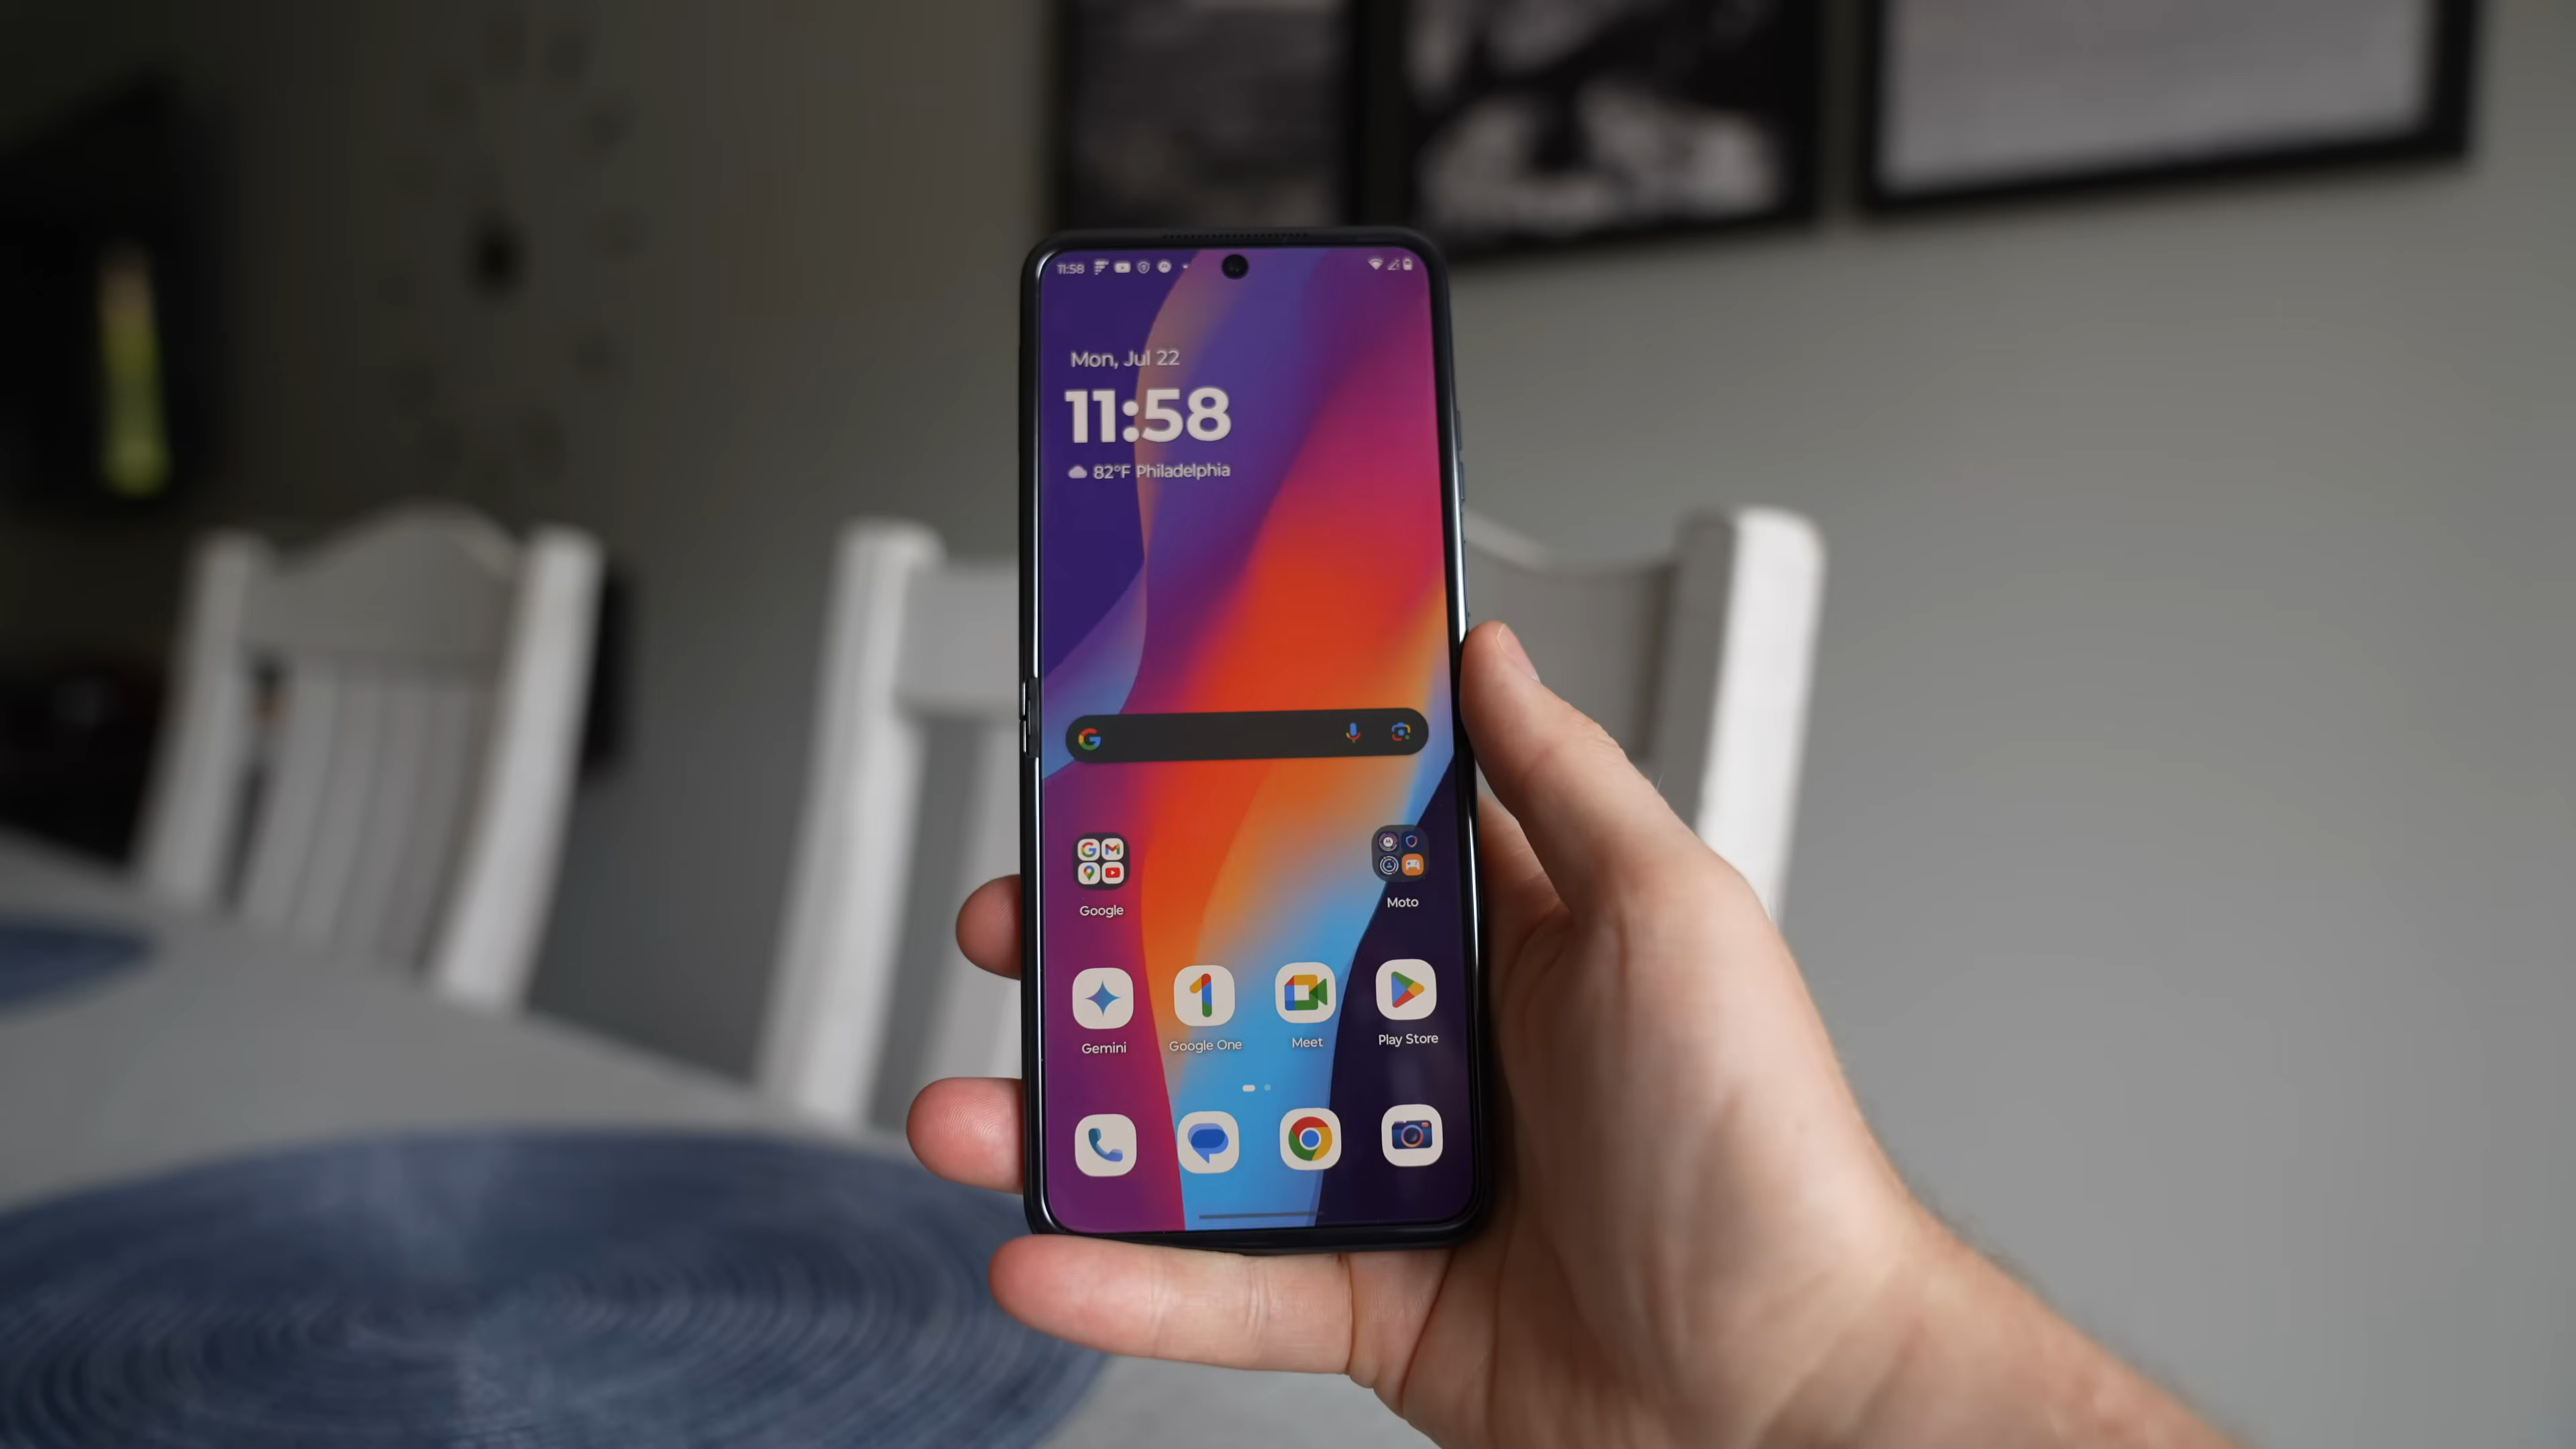 11:58
Mon, Jul 22
11:58
82°F Philadelphia
Google
Moto
Gemini
Google One
Meet
Play Store